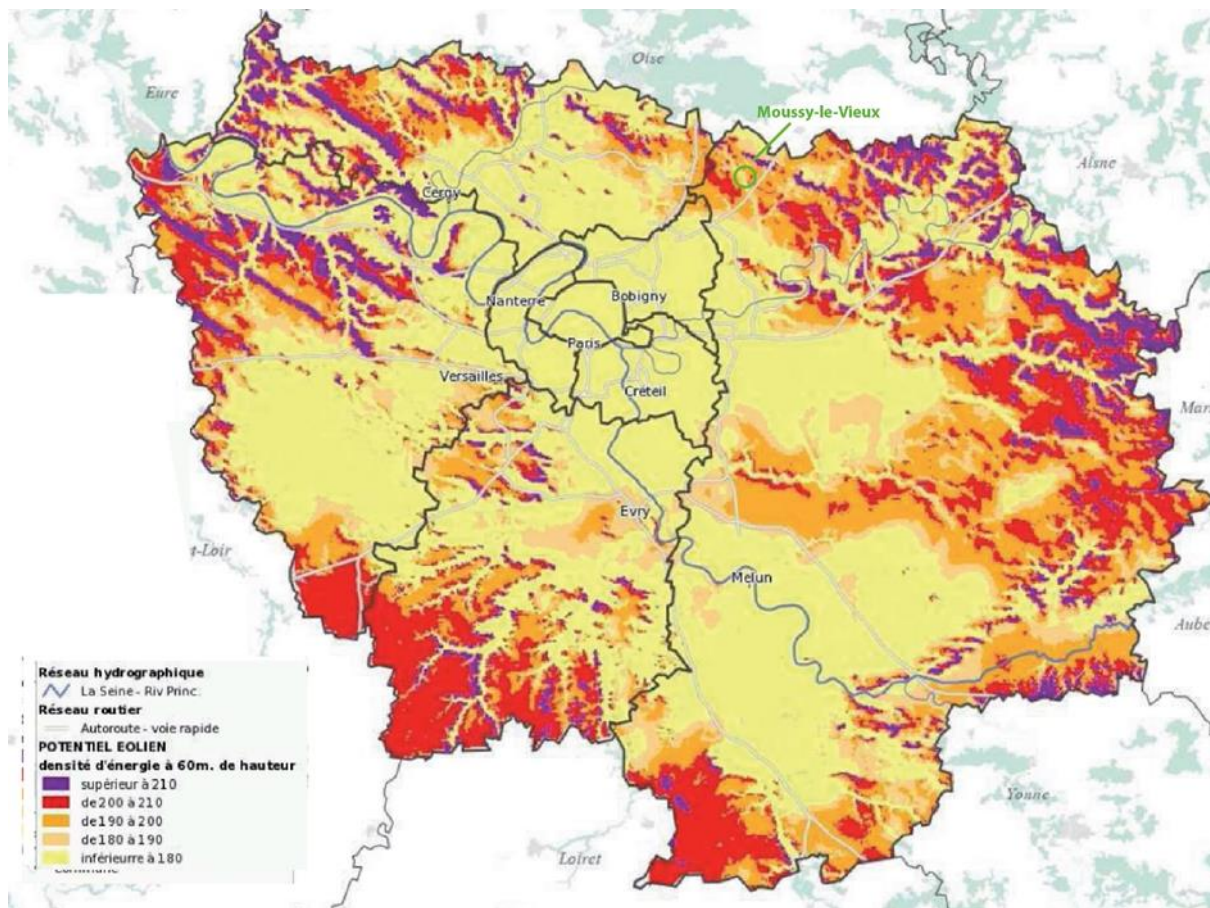 Oise
Eure
Moussy-le-Vieux
Aisne
Cergy
Nanterre
Bobigny
Paris
Versailles
Créteil
Mar
Evry
t-Loir
Melun
Aube
Réseau hydrographique
La Seine - Riv Princ.
Réseau routier
Autoroute - voie rapide
POTENTIEL EOLIEN
densité d'énergie à 60m. de hauteur
supérieur à 210
de 200 à 210
de 190 à 200
de 180 à 190
inférieurre à 180
Yonne
Loiret